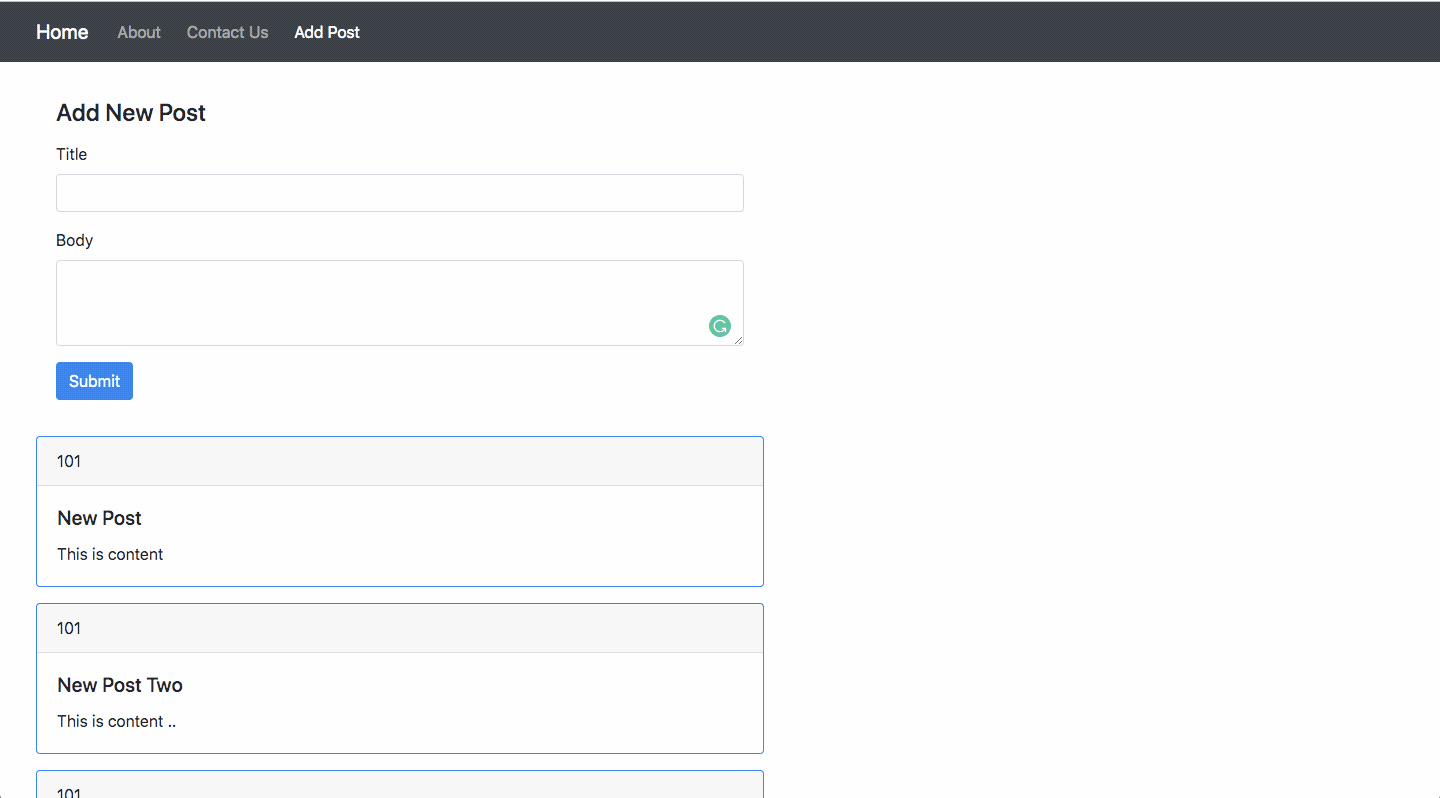 Home About Contact Us Add Post
Add New Post
Title
Body
Submit
101
New Post
This is content
101
New Post Two
This is content ..
101